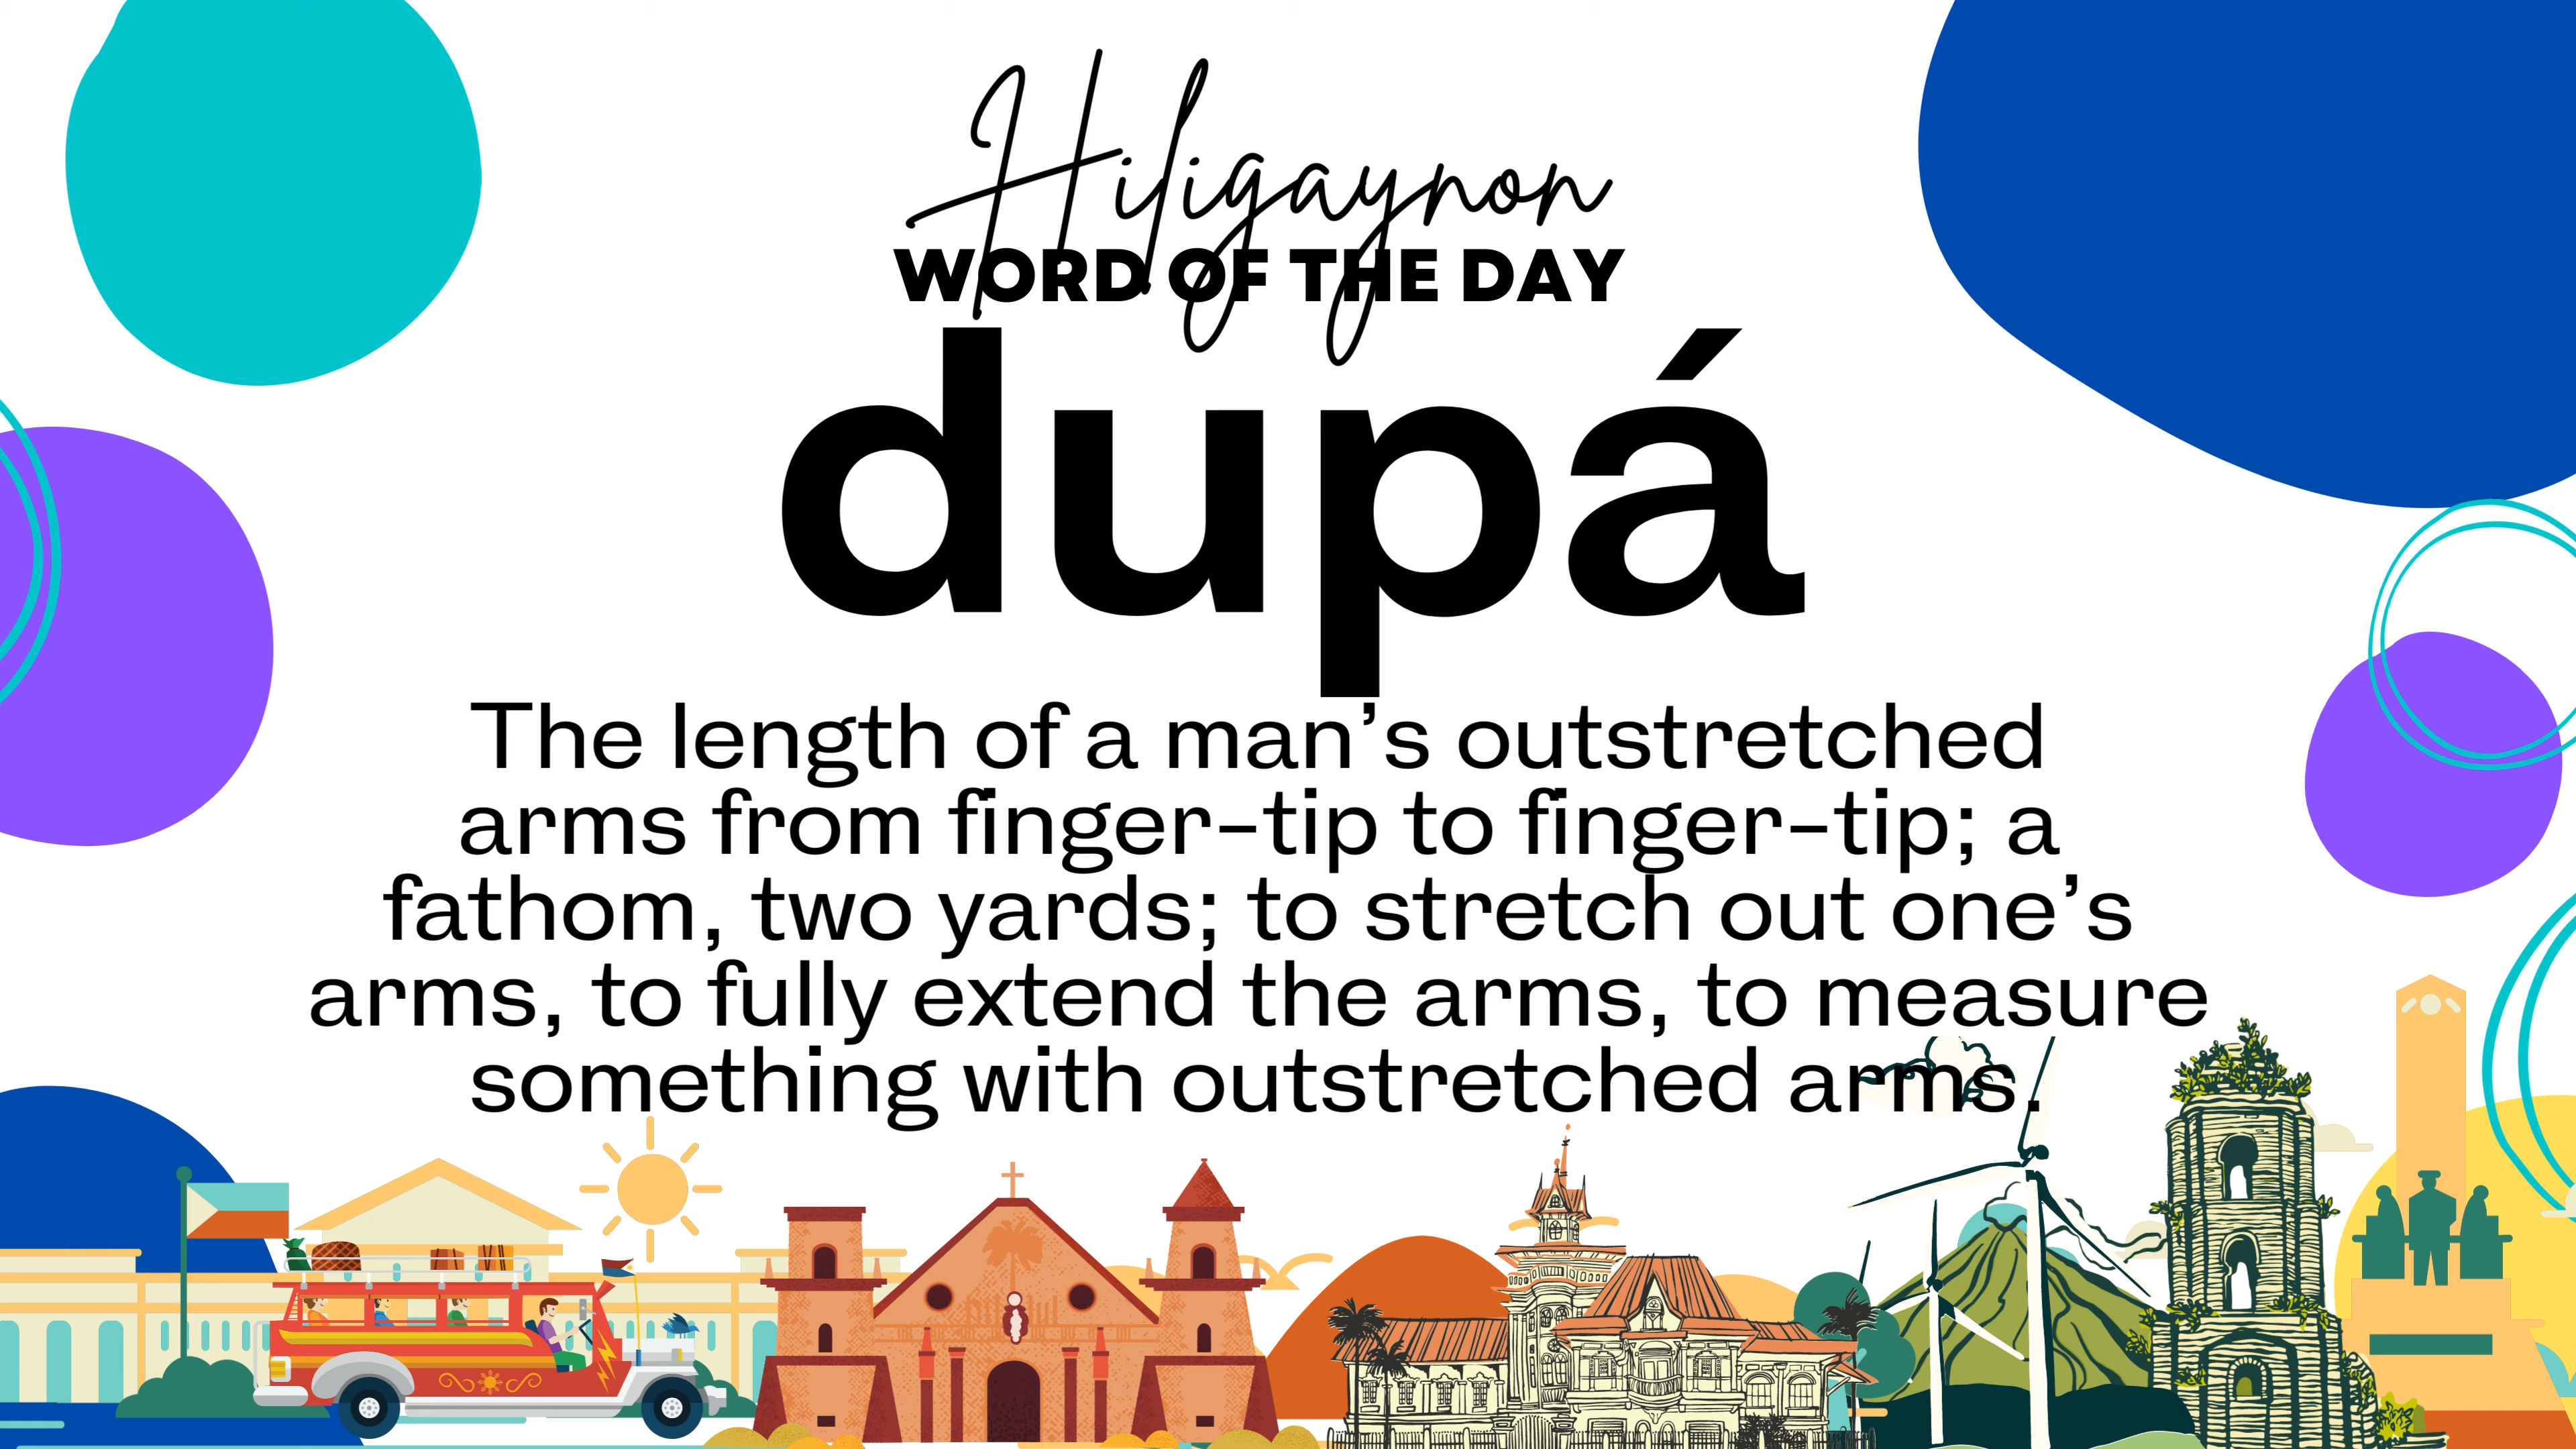 Hiligaynon
WORD OF THE DAY
dupá
The length of a man’s outstretched
arms from finger-tip to finger-tip; a
fathom, two yards; to stretch out one’s
arms, to fully extend the arms, to measure
something with outstretched arms.